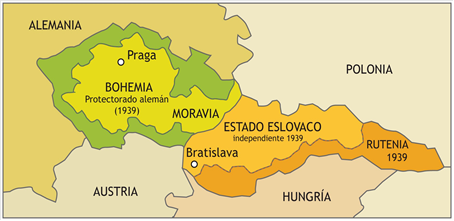 ALEMANIA
Praga
BOHEMIA
Protectorado alemán
(1939)
MORAVIA
POLONIA
ESTADO ESLOVACO
independiente 1939
Bratislava
RUTENIA
1939
AUSTRIA
HUNGRÍA